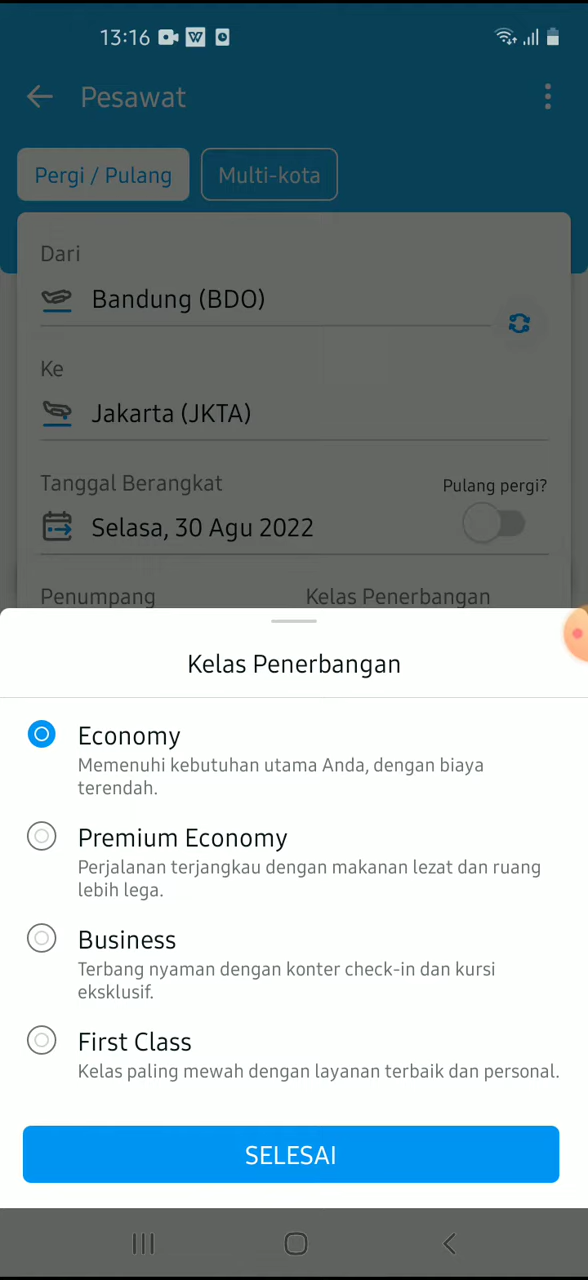 13:16
Pesawat
Pergi / Pulang
Multi-kota
Dari
Bandung (BDO)
Ke
Jakarta (JKTA)
Tanggal Berangkat
Pulang pergi?
Selasa, 30 Agu 2022
Penumpang
Kelas Penerbangan
Kelas Penerbangan
Economy
Memenuhi kebutuhan utama Anda, dengan biaya
terendah.
Premium Economy
Perjalanan terjangkau dengan makanan lezat dan ruang
lebih lega.
Business
Terbang nyaman dengan konter check-in dan kursi
eksklusif.
First Class
Kelas paling mewah dengan layanan terbaik dan personal.
SELESAI